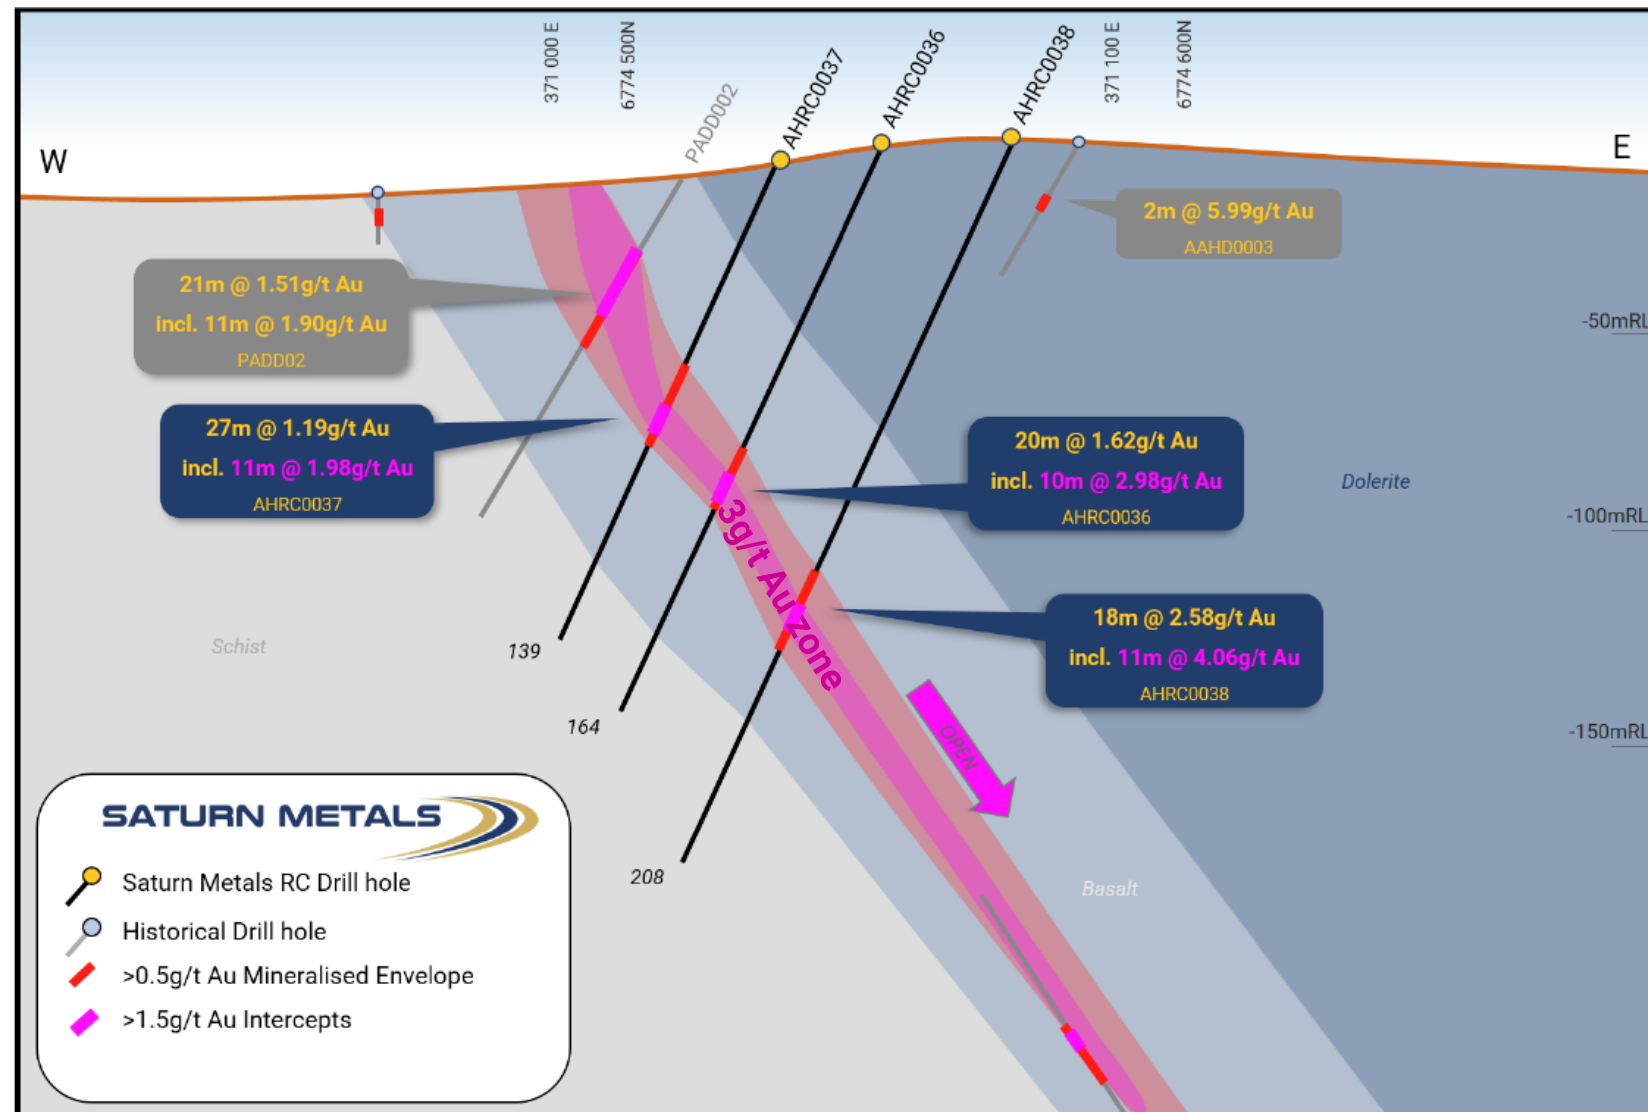 371 000 E
6774 500N
PADD002
AHRC0037
AHRC0036
AHRC0038
371 100 E
6774 600N
W
E
2m @ 5.99g/t Au
AAHD0003
21m @ 1.51g/t Au
incl. 11m @ 1.90g/t Au
PADD02
-50mRL
27m @ 1.19g/t Au
incl. 11m @ 1.98g/t Au
AHRC0037
20m @ 1.62g/t Au
incl. 10m @ 2.98g/t Au
AHRC0036
Dolerite
-100mRL
3g/t Au zone
18m @ 2.58g/t Au
incl. 11m @ 4.06g/t Au
AHRC0038
Schist
139
164
208
OPEN
-150mRL
Basalt
SATURN METALS
Saturn Metals RC Drill hole
Historical Drill hole
>0.5g/t Au Mineralised Envelope
>1.5g/t Au Intercepts